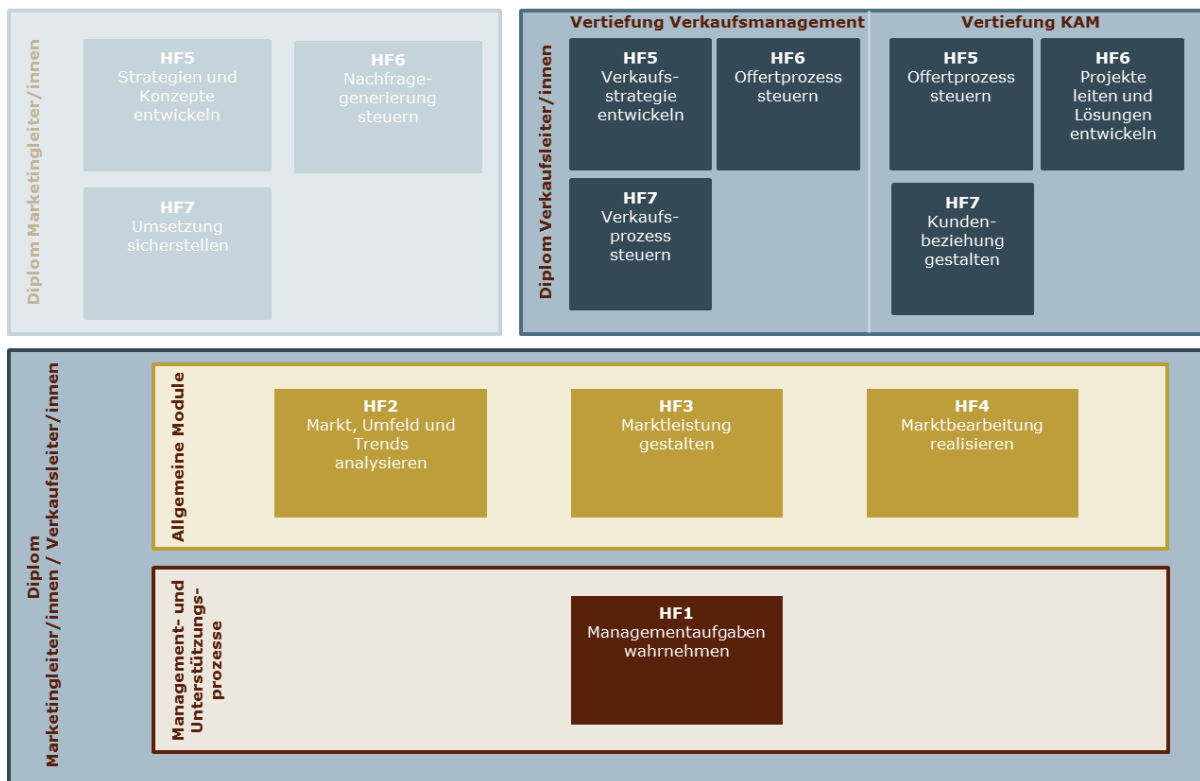 Diplom Marketingleiter/innen
HF5
Strategien und
Konzepte
entwickeln
HF6
Nachfrage-
generierung
steuern
HF7
Umsetzung
sicherstellen
Diplom Verkaufsleiter/innen
Vertiefung Verkaufsmanagement
HF5
Verkaufs-
strategie
entwickeln
HF6
Offertprozess
steuern
HF7
Verkaufs-
prozess
steuern
Vertiefung KAM
HF5
Offertprozess
steuern
HF6
Projekte
leiten und
Lösungen
entwickeln
HF7
Kunden-
beziehung
gestalten
Diplom
Marketingleiter/innen / Verkaufsleiter/innen
Allgemeine Module
HF2
Markt, Umfeld und
Trends
analysieren
HF3
Marktleistung
gestalten
HF4
Marktbearbeitung
realisieren
Management- und
Unterstützungs-
prozesse
HF1
Managementaufgaben
wahrnehmen